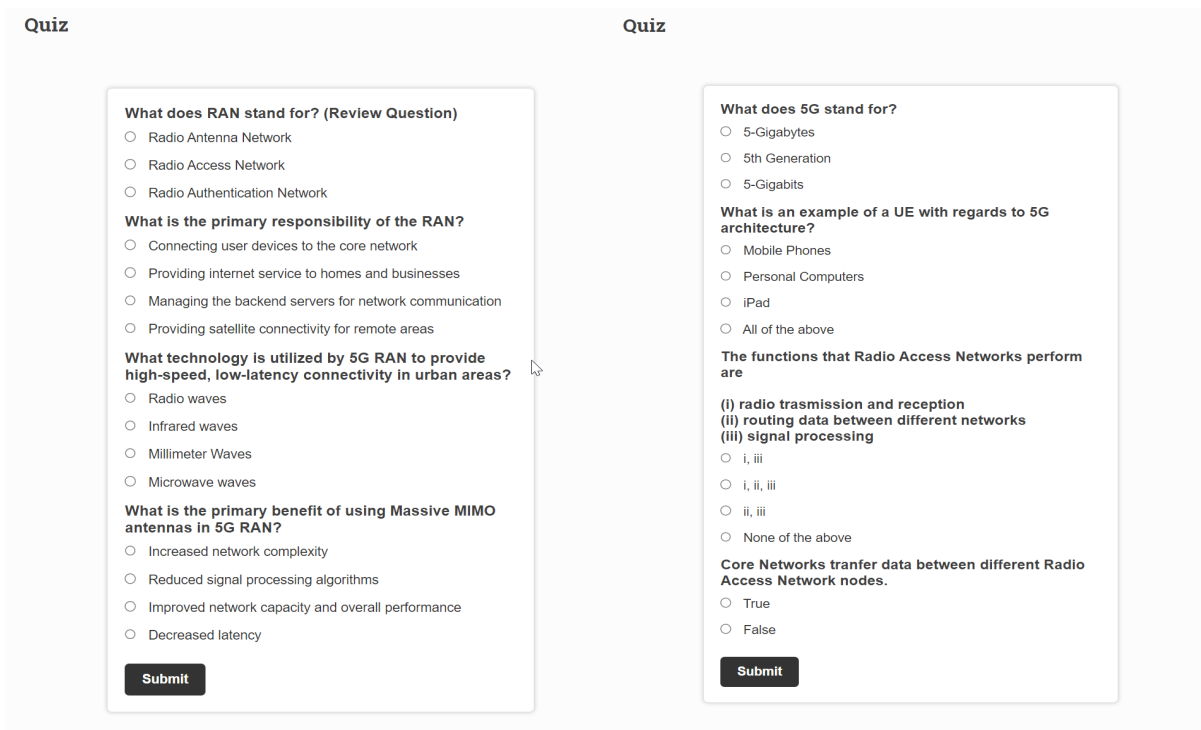 Quiz
What does RAN stand for? (Review Question)
Radio Antenna Network
Radio Access Network
Radio Authentication Network
What is the primary responsibility of the RAN?
Connecting user devices to the core network
Providing internet service to homes and businesses
Managing the backend servers for network communication
Providing satellite connectivity for remote areas
What technology is utilized by 5G RAN to provide
high-speed, low-latency connectivity in urban areas?
Radio waves
Infrared waves
Millimeter Waves
Microwave waves
What is the primary benefit of using Massive MIMO
antennas in 5G RAN?
Increased network complexity
Reduced signal processing algorithms
Improved network capacity and overall performance
Decreased latency
Submit
Quiz
What does 5G stand for?
5-Gigabytes
5th Generation
5-Gigabits
What is an example of a UE with regards to 5G
architecture?
Mobile Phones
Personal Computers
iPad
All of the above
The functions that Radio Access Networks perform
are
(i) radio trasmission and reception
(ii) routing data between different networks
(iii) signal processing
i, iii
i, ii, iii
ii, iii
None of the above
Core Networks tranfer data between different Radio
Access Network nodes.
True
False
Submit